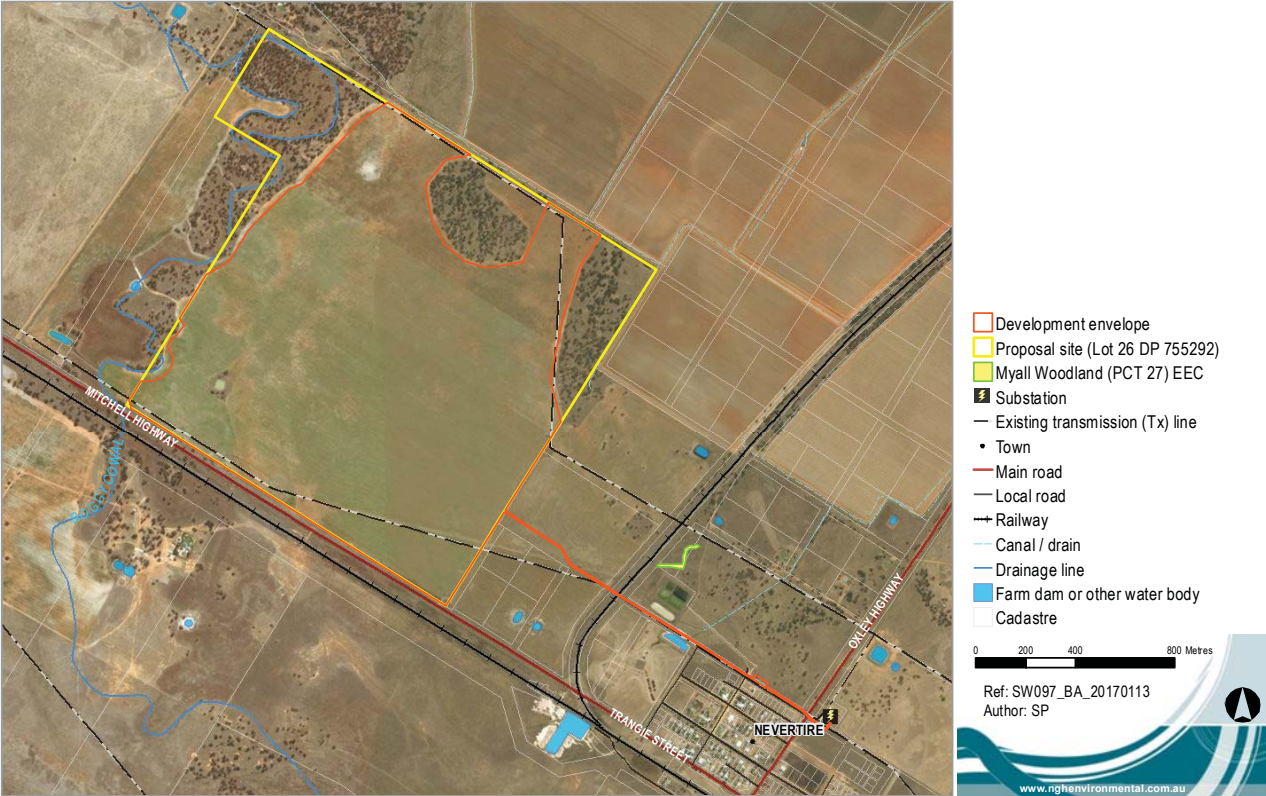 MITCHELL HIGHWAY
BOGGY COWAL
OXLEY HIGHWAY
TRANGIE STREET
NEVERTIRE
Development envelope
Proposal site (Lot 26 DP 755292)
Myall Woodland (PCT 27) EEC
Substation
Existing transmission (Tx) line
Town
Main road
Local road
Railway
Canal / drain
Drainage line
Farm dam or other water body
Cadastre
0 200 400 800 Metres
Ref: SW097_BA_20170113
Author: SP
www.nghenvironmental.com.au